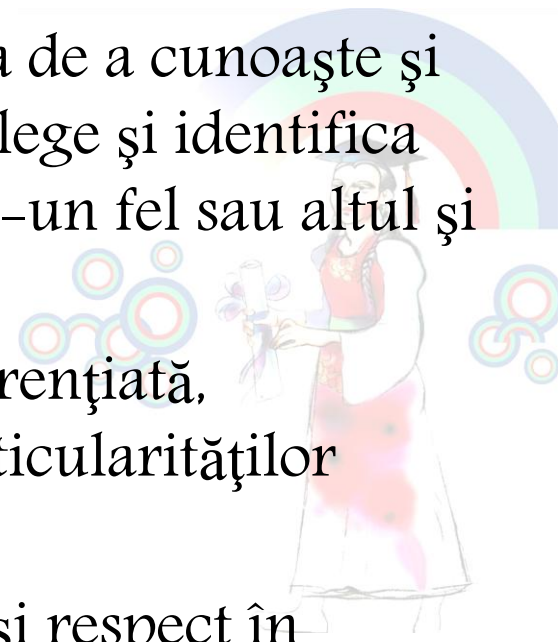 a de a cunoaşte şi
lege şi identifica
-un fel sau altul şi
renţiată,
ticularităţilor
şi respect în